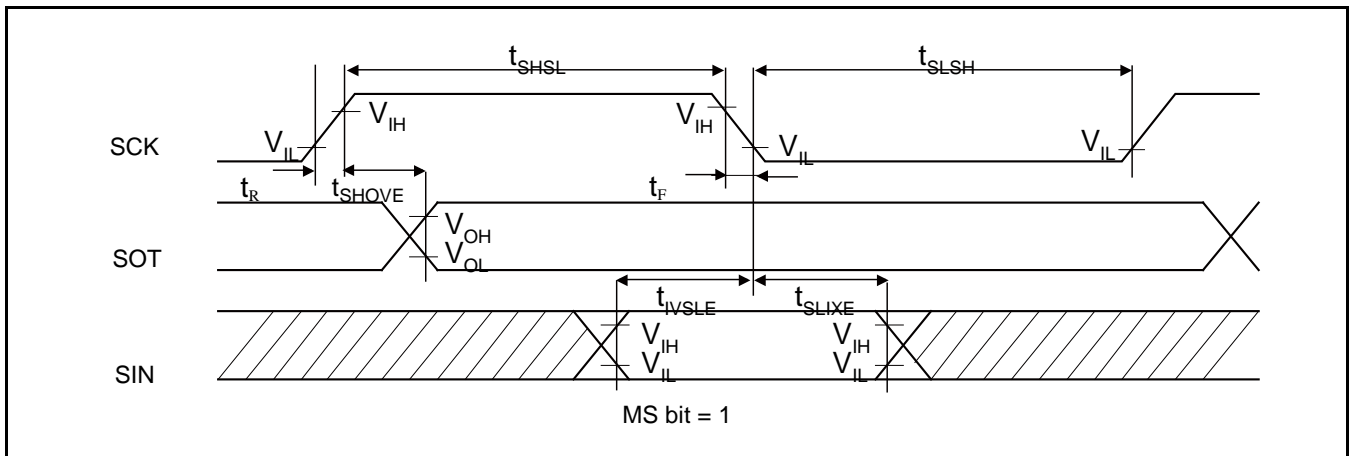 tSHSL
tSLSH
SCK
VIL
VIH
VIH
VIL
VIL
tR
tSHOVE
tF
SOT
VOH
VOL
tIVSLE
tSLIXE
SIN
VIH
VIL
VIH
VIL
MS bit = 1